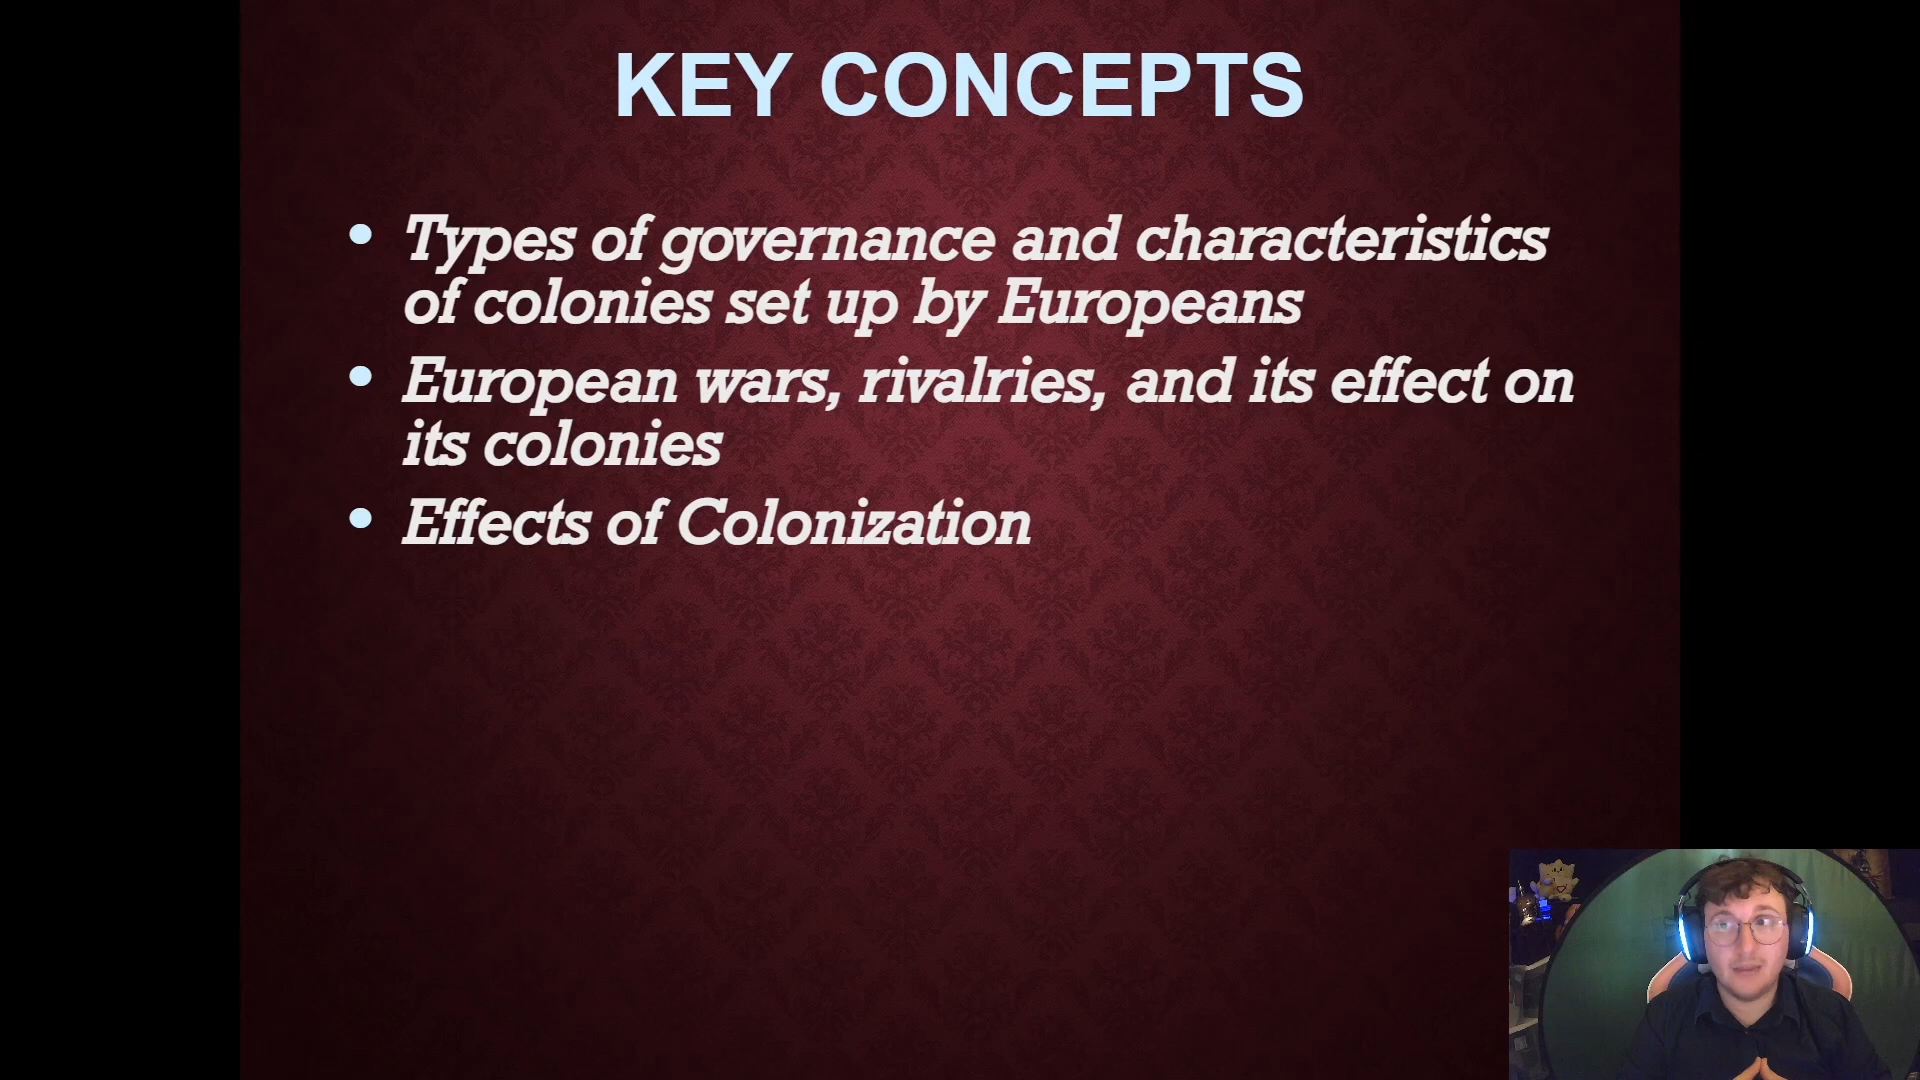 KEY CONCEPTS
• Types of governance and characteristics
of colonies set up by Europeans
• European wars, rivalries, and its effect on
its colonies
• Effects of Colonization